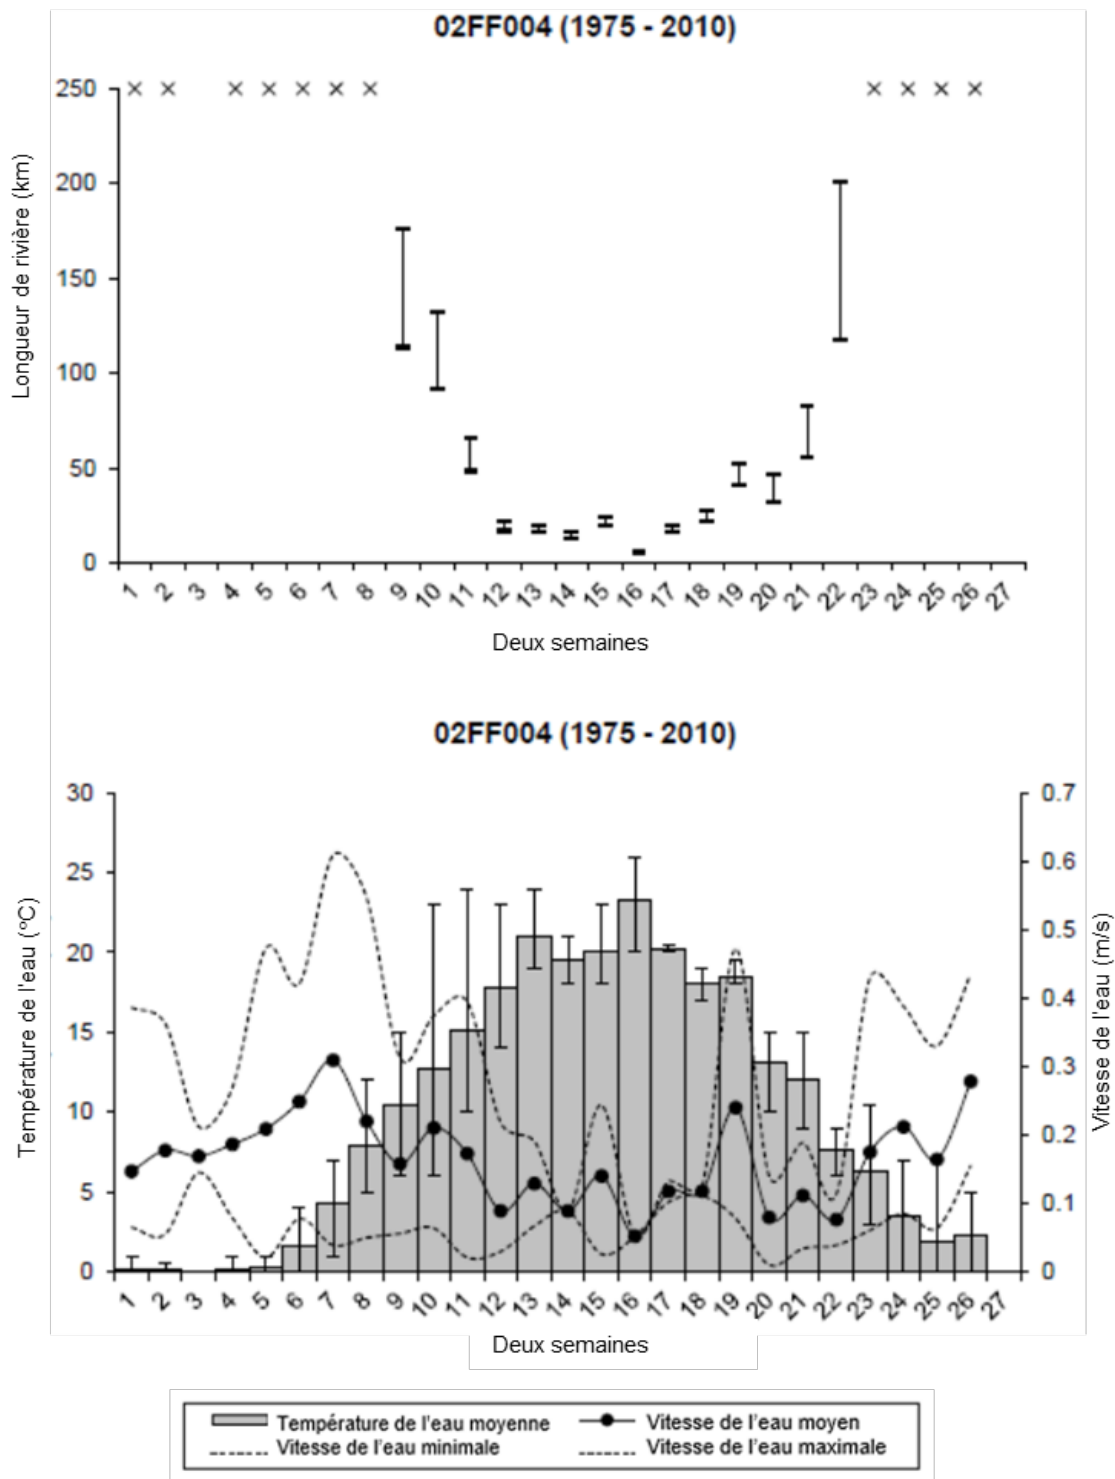 02FF004 (1975 - 2010)
Longueur de rivière (km)
250
200
150
100
50
0
1 2 3 4 5 6 7 8 9 10 11 12 13 14 15 16 17 18 19 20 21 22 23 24 25 26 27
Deux semaines
02FF004 (1975 - 2010)
Température de l'eau (°C)
30
25
20
15
10
5
0
Vitesse de l'eau (m/s)
0.7
0.6
0.5
0.4
0.3
0.2
0.1
0
1 2 3 4 5 6 7 8 9 10 11 12 13 14 15 16 17 18 19 20 21 22 23 24 25 26 27
Deux semaines
Température de l'eau moyenne
Vitesse de l'eau moyen
Vitesse de l'eau minimale
Vitesse de l'eau maximale